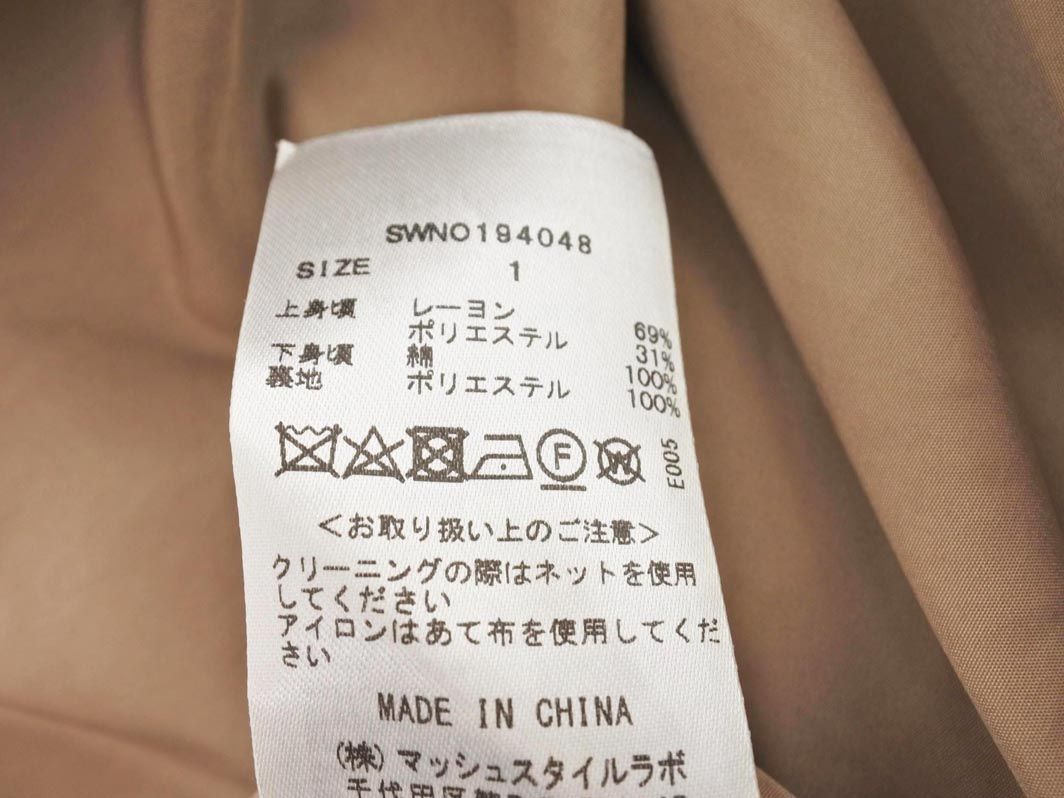 SWNO194048
SIZE 1
上身頃 レーヨン 69%
ポリエステル 31%
下身頃 綿 100%
裏地 ポリエステル 100%
F W E005
<お取り扱い上のご注意>
クリーニングの際はネットを使用
してください
アイロンはあて布を使用してくだ
さい
MADE IN CHINA
(株)マッシュスタイルラボ
千代田区